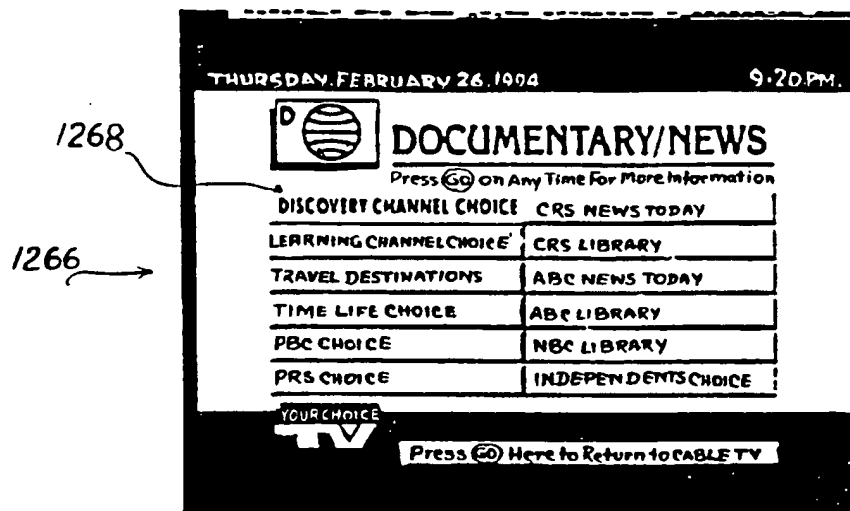 THURSDAY. FEBRUARY 26. 1994 9.20 P.M.
D
1268
DOCUMENTARY/NEWS
Press GO on Any Time For More Information
DISCOVERY CHANNEL CHOICE CRS NEWS TODAY
LEARNING CHANNEL CHOICE CRS LIBRARY
1266
TRAVEL DESTINATIONS ABC NEWS TODAY
TIME LIFE CHOICE ABC LIBRARY
PBC CHOICE NBC LIBRARY
PRS CHOICE INDEPENDENTS CHOICE
YOUR CHOICE
TV
Press GO Here to Return to CABLE TV